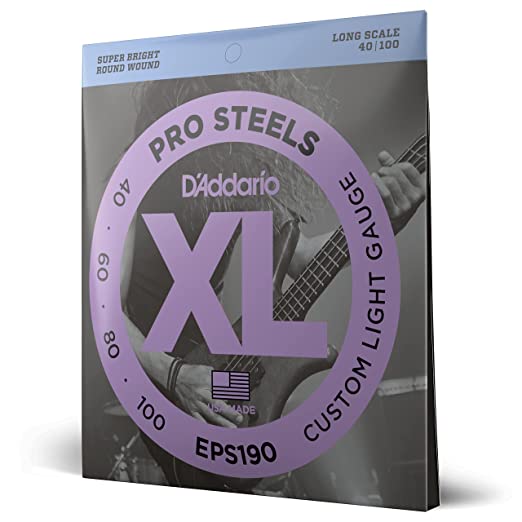 SUPER BRIGHT
ROUND WOUND
LONG SCALE
40|100
PRO STEELS
D'Addario
XL
USA MADE
EPS190
CUSTOM LIGHT GAUGE
40 · 60 · 80 · 100